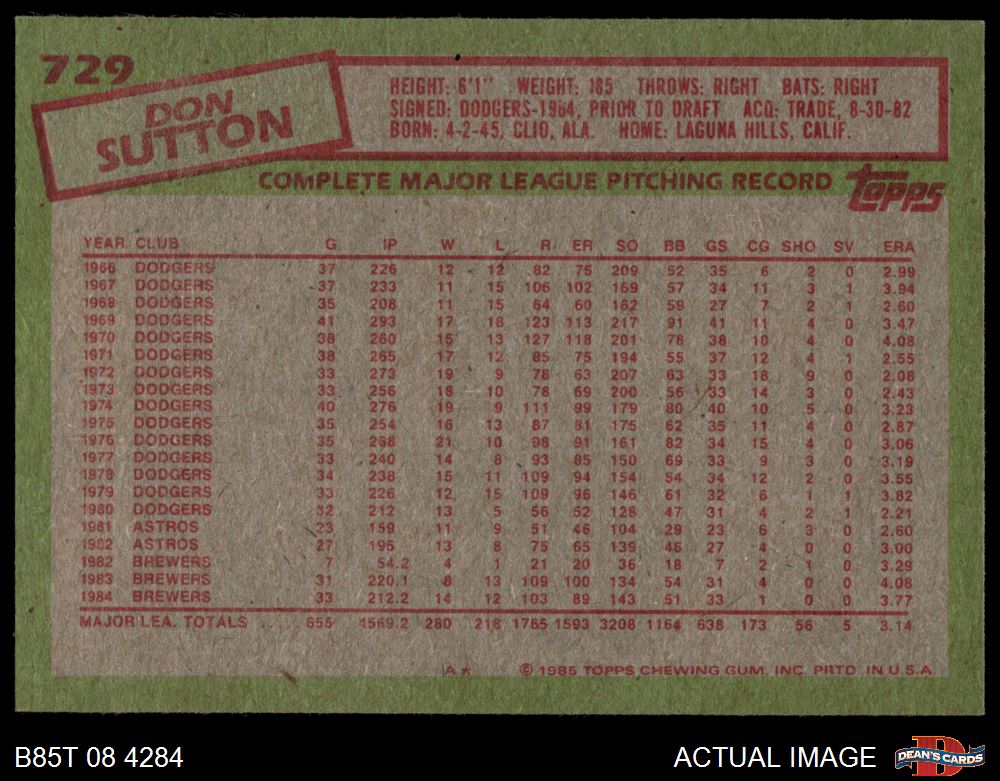 729
DON
SUTTON
HEIGHT: 6'1" WEIGHT: 185 THROWS: RIGHT BATS: RIGHT
SIGNED: DODGERS-1964, PRIOR TO DRAFT ACQ: TRADE, 8-30-82
BORN: 4-2-45, CLIO, ALA. HOME: LAGUNA HILLS, CALIF.
COMPLETE MAJOR LEAGUE PITCHING RECORD topps
YEAR CLUB G IP W L R ER SO BB GS CG SHO SV ERA
1966 DODGERS 37 226 12 12 82 75 209 52 35 6 2 0 2.99
1967 DODGERS 37 233 11 15 106 102 169 57 34 11 3 1 3.94
1968 DODGERS 35 208 11 15 64 60 162 59 27 7 2 1 2.60
1969 DODGERS 41 293 17 18 123 113 217 91 41 11 4 0 3.47
1970 DODGERS 38 260 15 13 127 118 201 78 38 10 4 0 4.08
1971 DODGERS 38 265 17 12 85 75 194 55 37 12 4 1 2.55
1972 DODGERS 33 273 19 9 78 63 207 63 33 18 9 0 2.08
1973 DODGERS 33 256 18 10 78 69 200 56 33 14 3 0 2.43
1974 DODGERS 40 276 19 9 111 99 179 80 40 10 5 0 3.23
1975 DODGERS 35 254 16 13 87 81 175 62 35 11 4 0 2.87
1976 DODGERS 35 268 21 10 98 91 161 82 34 15 4 0 3.06
1977 DODGERS 33 240 14 8 93 85 150 69 33 9 3 0 3.19
1978 DODGERS 34 238 15 11 109 94 154 54 34 12 2 0 3.55
1979 DODGERS 33 226 12 15 109 96 146 61 32 6 1 1 3.82
1980 DODGERS 32 212 13 5 56 52 128 47 31 4 2 1 2.21
1981 ASTROS 23 159 11 9 51 46 104 29 23 6 3 0 2.60
1982 ASTROS 27 195 13 8 75 65 139 46 27 4 0 0 3.00
1982 BREWERS 7 54.2 4 1 21 20 36 18 7 2 1 0 3.29
1983 BREWERS 31 220.1 8 13 109 100 134 54 31 4 0 0 4.08
1984 BREWERS 33 212.2 14 12 103 89 143 51 33 1 0 0 3.77
MAJOR LEA. TOTALS .... 655 4569.2 280 218 1765 1593 3208 1164 638 173 56 5 3.14
A* © 1985 TOPPS CHEWING GUM, INC. PRTD. IN U.S.A.
B85T 08 4284 ACTUAL IMAGE D DEAN'S CARDS